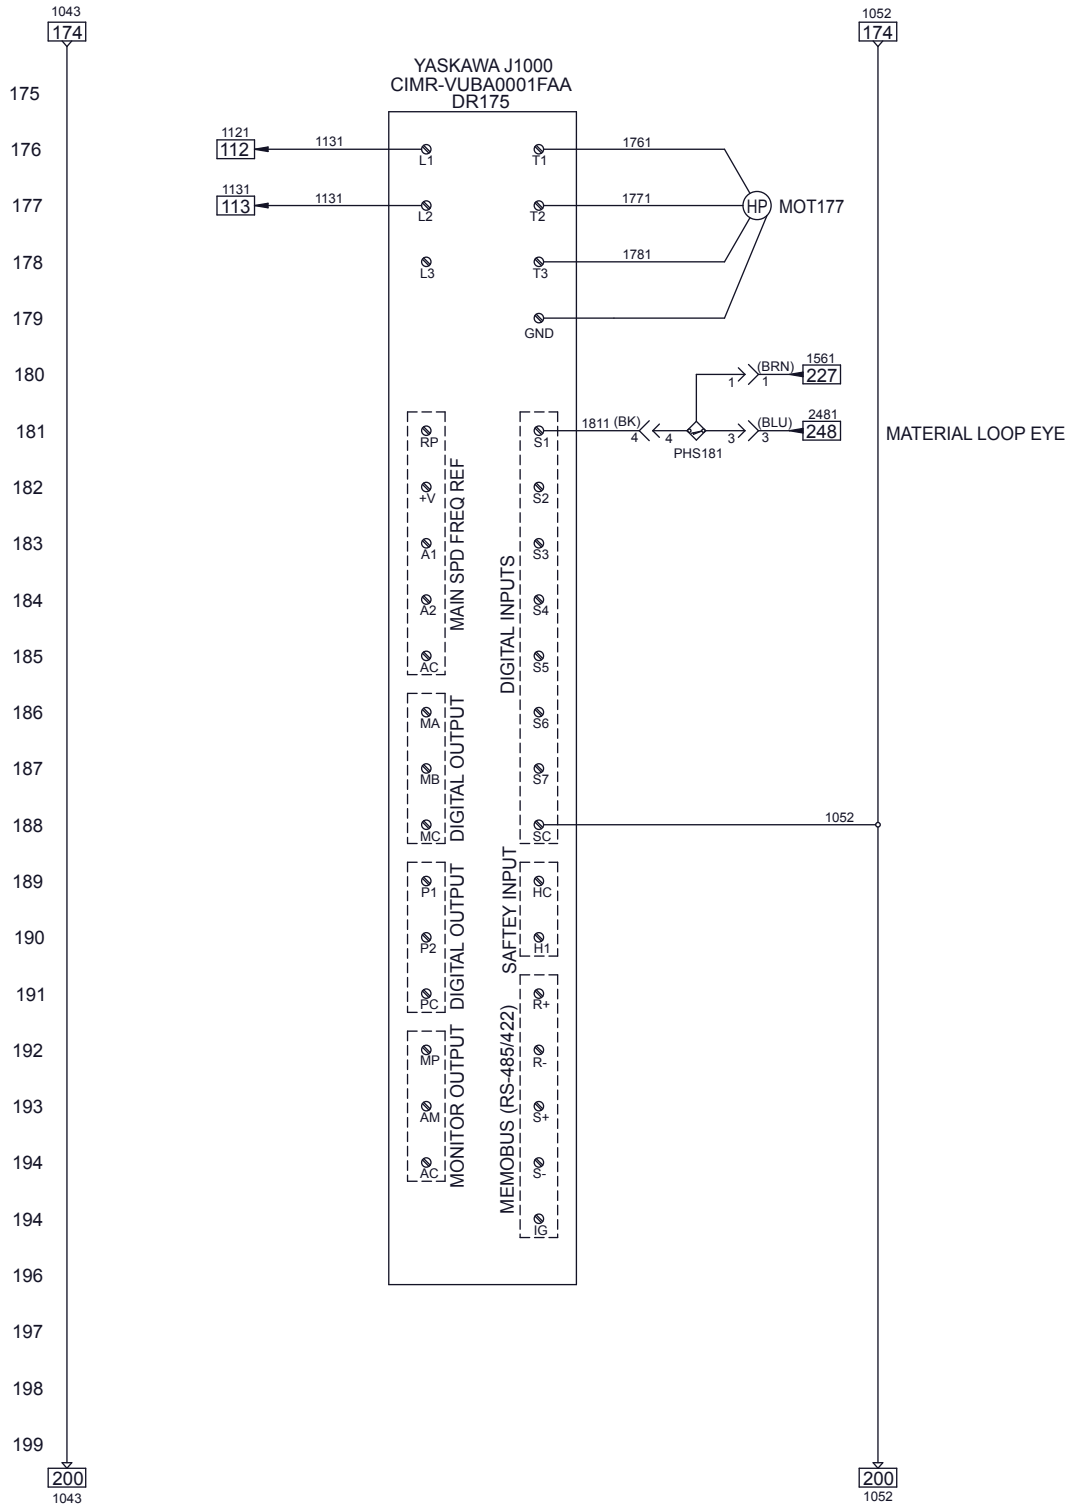 1043
174
1052
174
YASKAWA J1000
CIMR-VUBA0001FAA
DR175
175
176
1121
112
1131
L1
T1
1761
177
1131
113
1131
L2
T2
1771
HP
MOT177
178
L3
T3
1781
179
GND
180
1
(BRN)
1
1561
227
181
RP
S1
1811
(BK)
4
4
PHS181
3
(BLU)
3
2481
248
MATERIAL LOOP EYE
182
+V
S2
183
A1
S3
184
A2
S4
185
AC
S5
MAIN SPD FREQ REF
DIGITAL INPUTS
186
MA
S6
187
MB
S7
188
MC
SC
1052
DIGITAL OUTPUT
189
P1
HC
190
P2
H1
SAFTEY INPUT
191
PC
R+
DIGITAL OUTPUT
192
MP
R-
193
AM
S+
194
AC
S-
MONITOR OUTPUT
MEMOBUS (RS-485/422)
194
IG
196
197
198
199
200
1043
200
1052